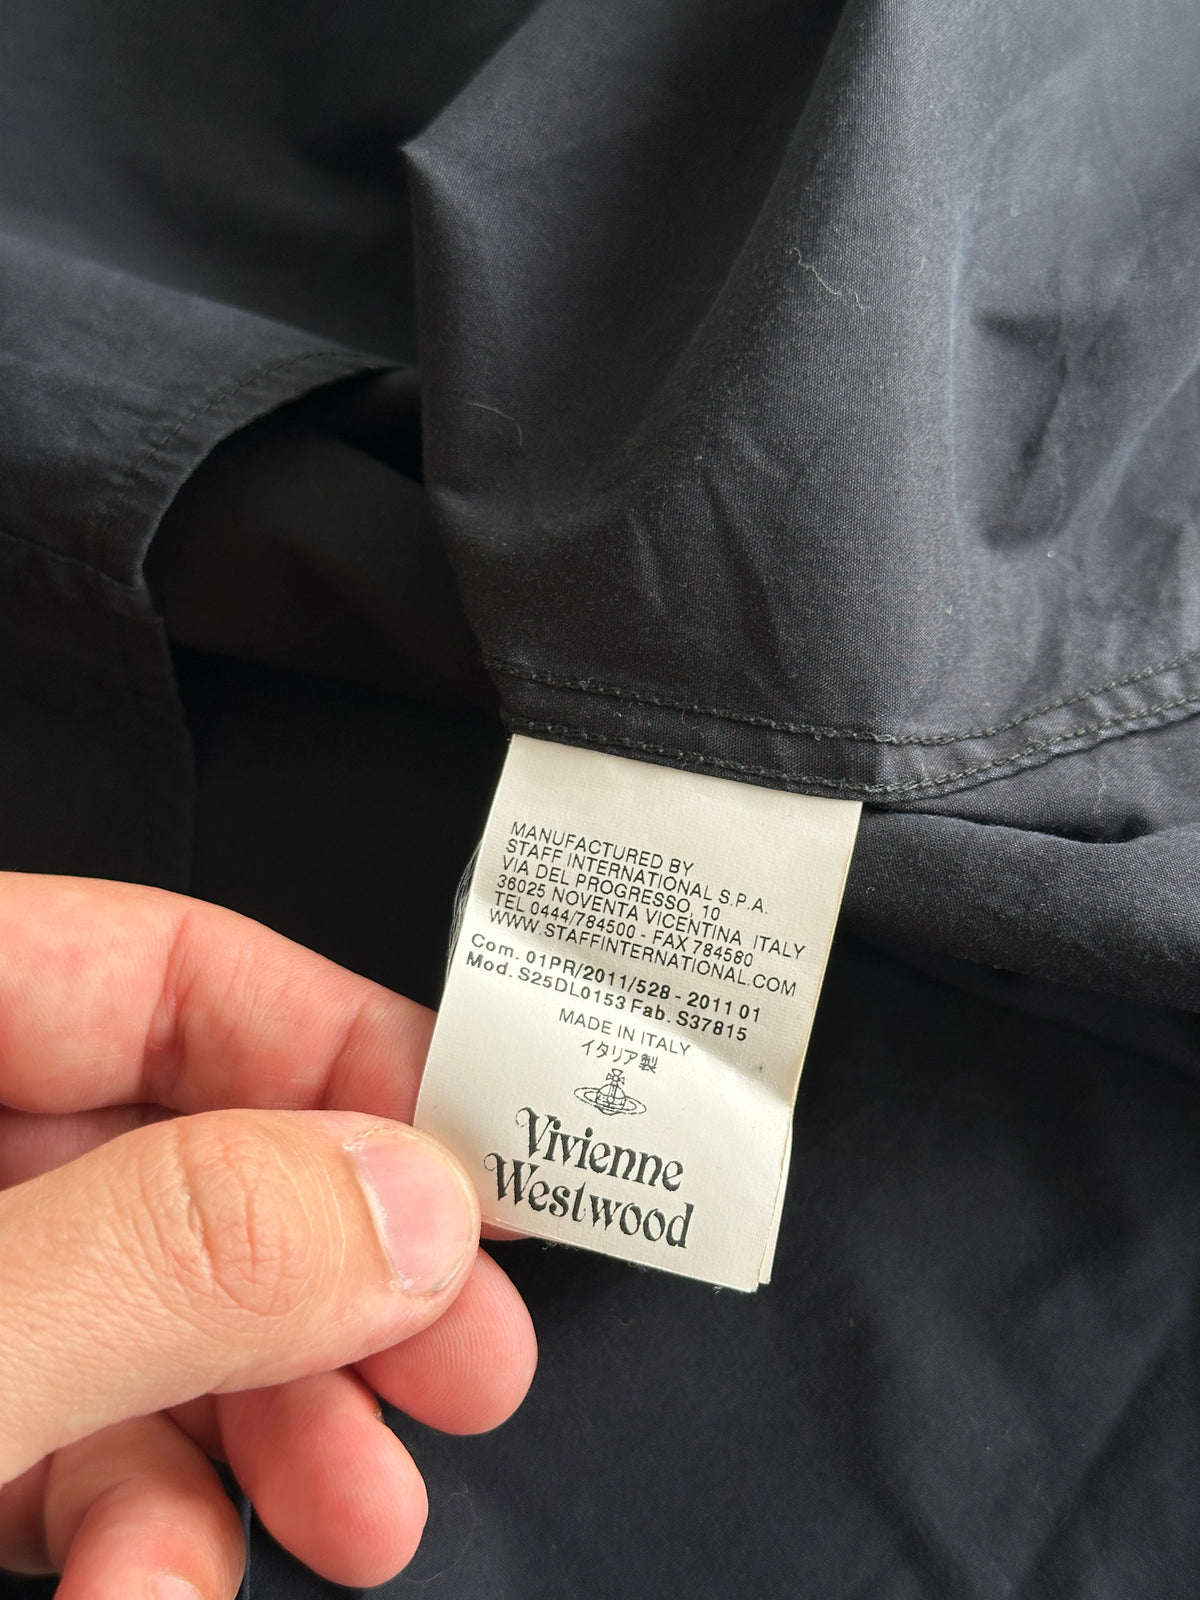 MANUFACTURED BY
STAFF INTERNATIONAL S.P.A.
VIA DEL PROGRESSO, 10
36025 NOVENTA VICENTINA ITALY
TEL 0444/784500 - FAX 784580
WWW.STAFFINTERNATIONAL.COM
Com. 01PR/2011/528 - 2011 01
Mod. S25DL0153 Fab. S37815
MADE IN ITALY
イタリア製
Vivienne
Westwood